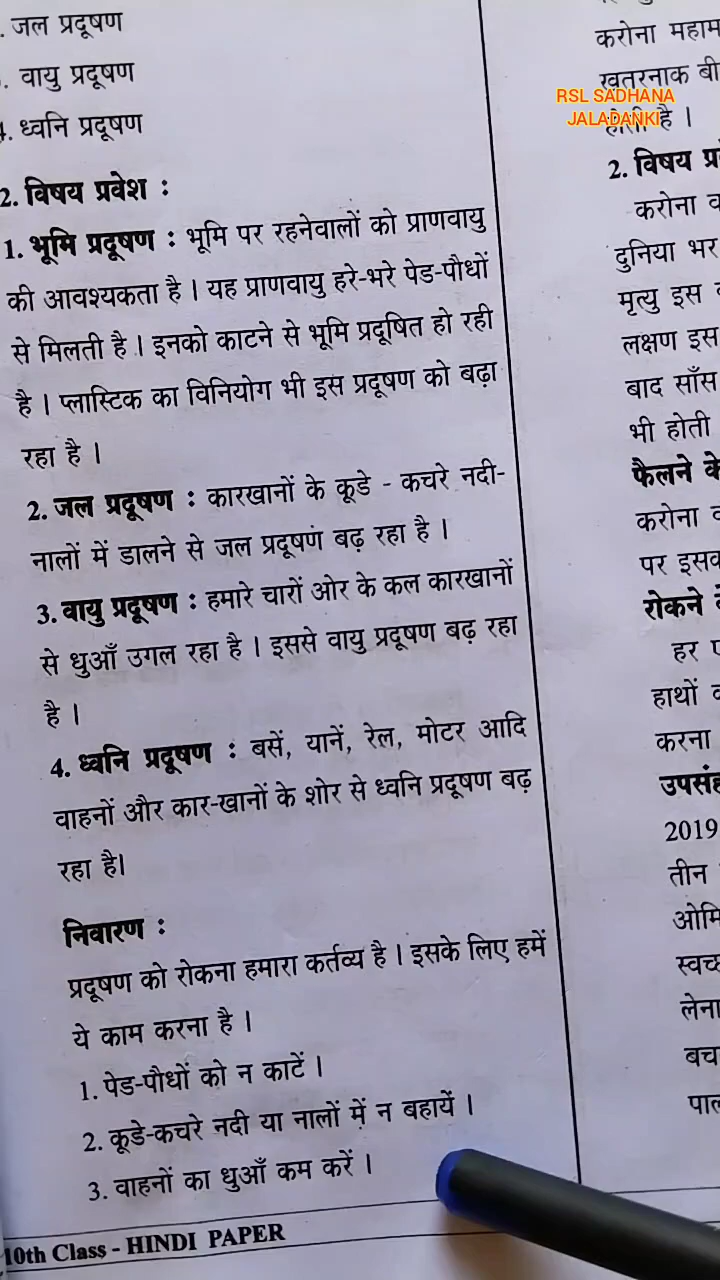 . जल प्रदूषण
. वायु प्रदूषण
4. ध्वनि प्रदूषण
2. विषय प्रवेश :
1. भूमि प्रदूषण : भूमि पर रहनेवालों को प्राणवायु
की आवश्यकता है । यह प्राणवायु हरे-भरे पेड-पौधों
से मिलती है । इनको काटने से भूमि प्रदूषित हो रही
है । प्लास्टिक का विनियोग भी इस प्रदूषण को बढ़ा
रहा है ।
2. जल प्रदूषण : कारखानों के कूडे - कचरे नदी-
नालों में डालने से जल प्रदूषण बढ़ रहा है ।
3. वायु प्रदूषण : हमारे चारों ओर के कल कारखानों
से धुआँ उगल रहा है । इससे वायु प्रदूषण बढ़ रहा
है ।
4. ध्वनि प्रदूषण : बसें, यानें, रेल, मोटर आदि
वाहनों और कार-खानों के शोर से ध्वनि प्रदूषण बढ़
रहा है।
निवारण :
प्रदूषण को रोकना हमारा कर्तव्य है । इसके लिए हमें
ये काम करना है ।
1. पेड-पौधों को न काटें ।
2. कूडे-कचरे नदी या नालों में न बहायें ।
3. वाहनों का धुआँ कम करें ।
10th Class - HINDI PAPER
करोना
खतरनाक
RSL SADHANA
JALADANKI
है ।
2. विषय
करोना
दुनिया भर
मृत्यु इस
लक्षण इस
बाद साँस
भी होती
फैलने के
करोना
पर
रोकने
हर
हाथों
करना
2019
तीन
लेना